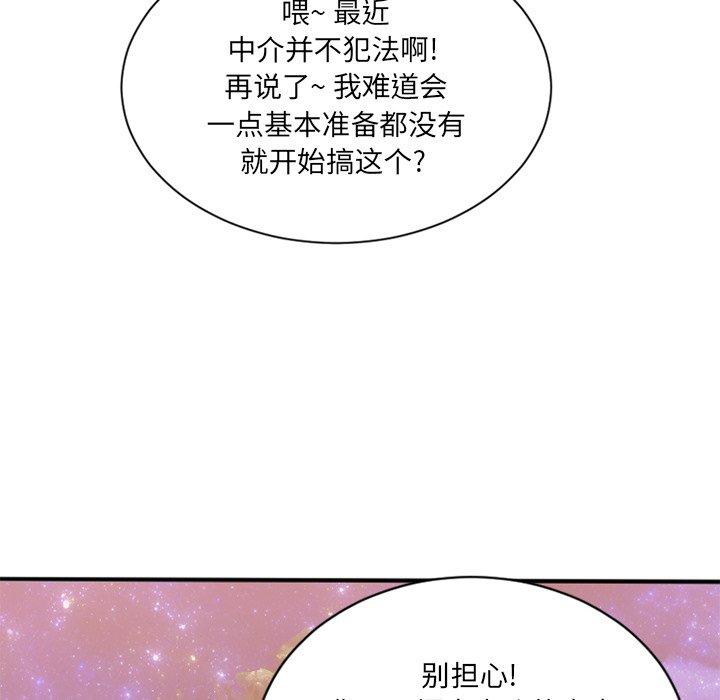 喂~ 最近
中介并不犯法啊!
再说了~ 我难道会
一点基本准备都没有
就开始搞这个?
别担心!